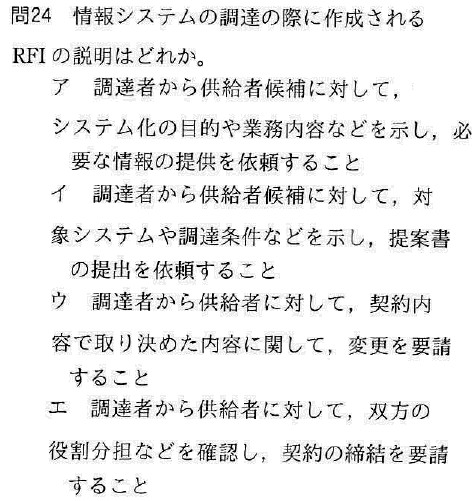 問24 情報システムの調達の際に作成される
RFIの説明はどれか。
ア 調達者から供給者候補に対して,
システム化の目的や業務内容などを示し,必
要な情報の提供を依頼すること
イ 調達者から供給者候補に対して,対
象システムや調達条件などを示し,提案書
の提出を依頼すること
ウ 調達者から供給者に対して,契約内
容で取り決めた内容に関して,変更を要請
すること
エ 調達者から供給者に対して,双方の
役割分担などを確認し,契約の締結を要請
すること